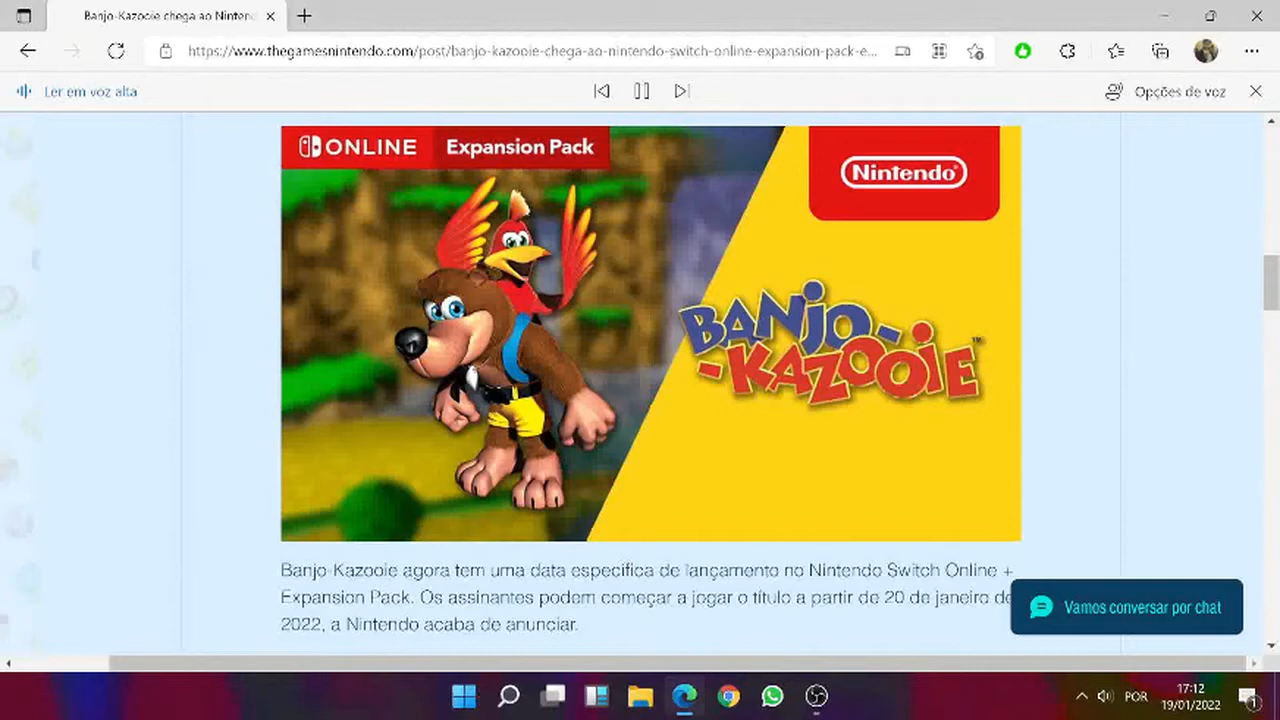 Banjo-Kazooie chega ao Ninten
https://www.thegamesnintendo.com/post/banjo-kazooie-chega-ao-nintendo-switch-online-expansion-pack-e...
Ler em voz alta
Opções de voz
ONLINE Expansion Pack
Nintendo
BANJO-
-KAZOOIE™
Banjo-Kazooie agora tem uma data específica de lançamento no Nintendo Switch Online +
Expansion Pack. Os assinantes podem começar a jogar o título a partir de 20 de janeiro de
2022, a Nintendo acaba de anunciar.
Vamos conversar por chat
POR
17:12
19/01/2022
1